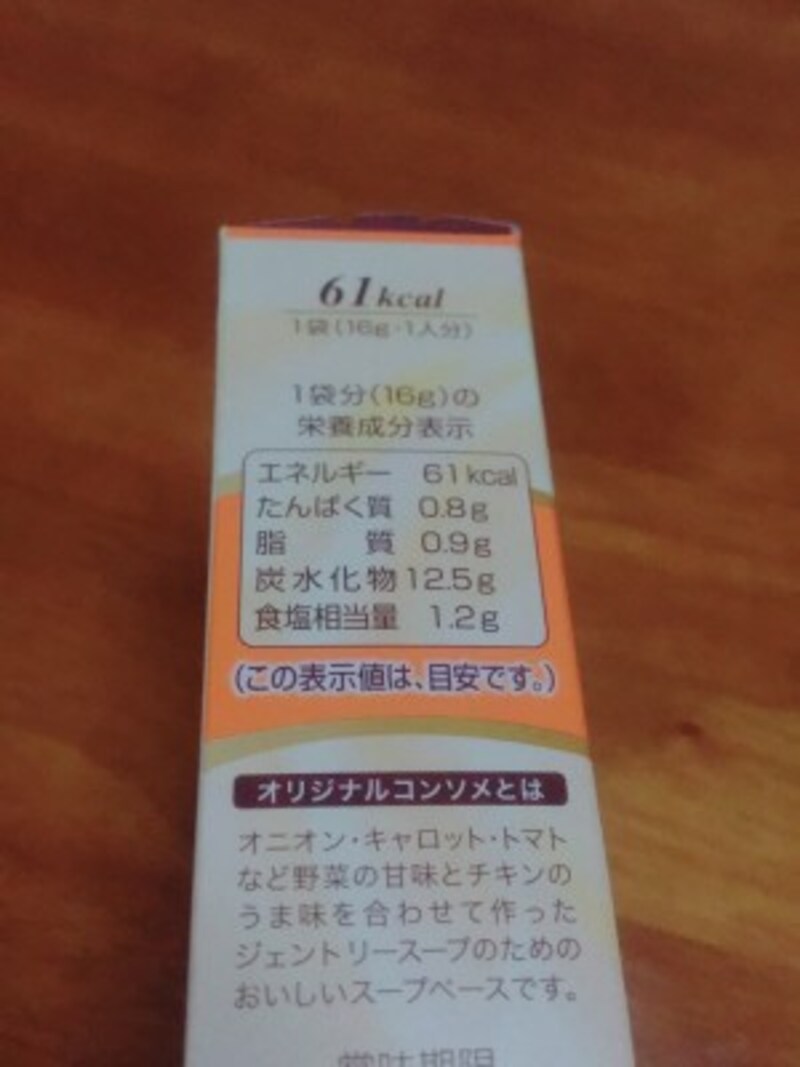 61kcal
1袋(16g・1人分)
1袋分(16g)の
栄養成分表示
エネルギー 61kcal
たんぱく質 0.8g
脂質 0.9g
炭水化物 12.5g
食塩相当量 1.2g
(この表示値は、目安です。)
オリジナルコンソメとは
オニオン・キャロット・トマト
など野菜の甘味とチキンの
うま味を合わせて作った
ジェントリースープのための
おいしいスープベースです。
賞味期限